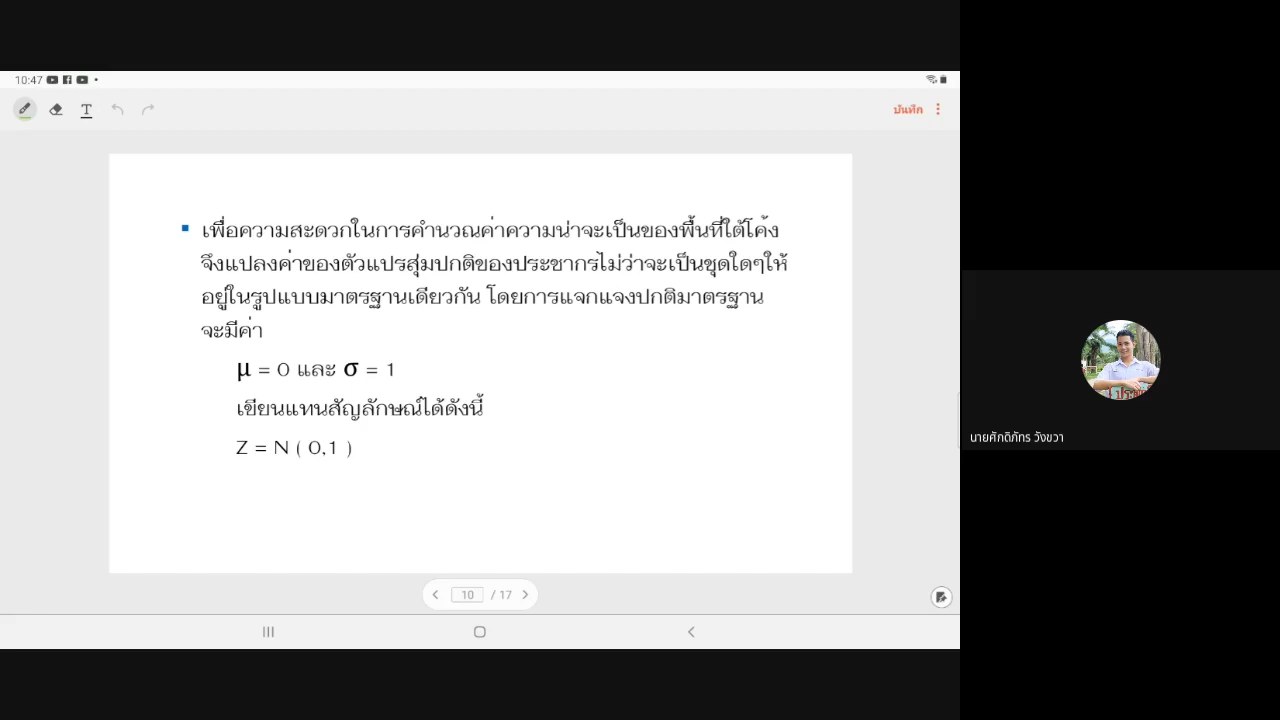 10:47
T
บันทึก
เพื่อความสะดวกในการคำนวณค่าความน่าจะเป็นของพื้นที่ใต้โค้ง
จึงแปลงค่าของตัวแปรสุ่มปกติของประชากรไม่ว่าจะเป็นชุดใดๆให้
อยู่ในรูปแบบมาตรฐานเดียวกัน โดยการแจกแจงปกติมาตรฐาน
จะมีค่า
μ = 0 และ σ = 1
เขียนแทนสัญลักษณ์ได้ดังนี้
Z = N ( 0,1 )
10 / 17
นายศักดิภัทร วังขวา